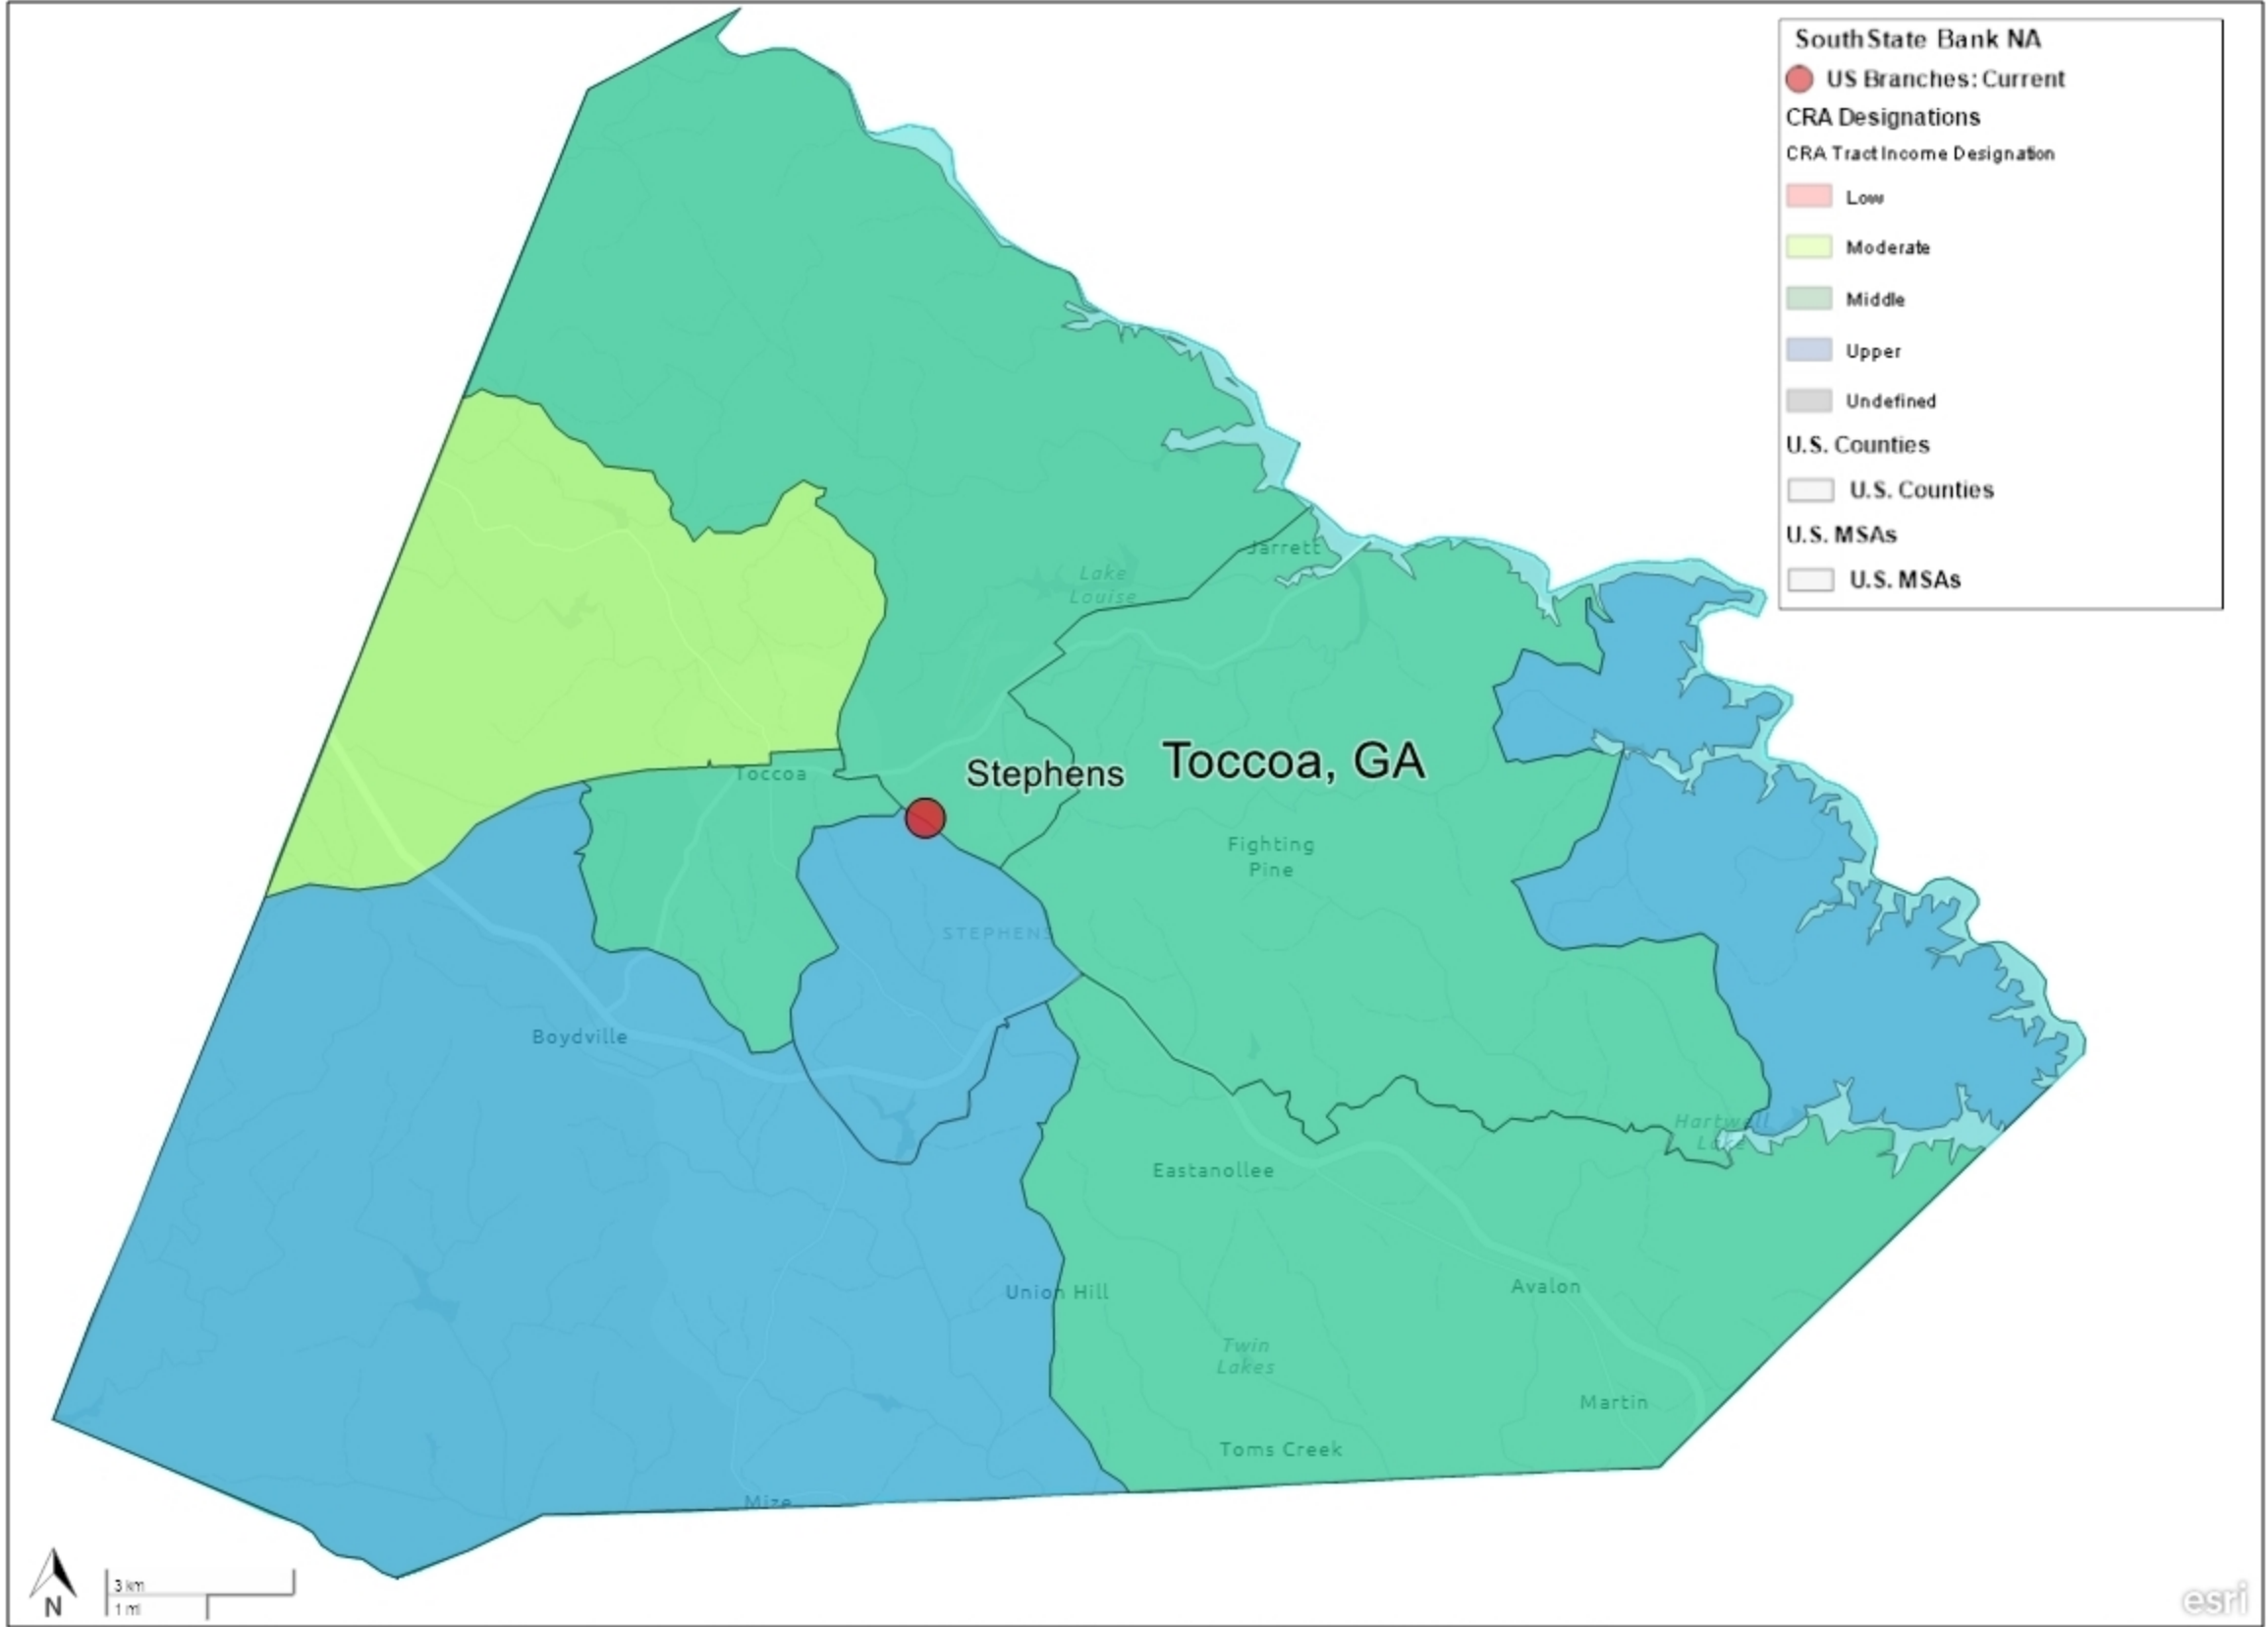 SouthState Bank NA
US Branches: Current
CRA Designations
CRA Tract Income Designation
Low
Moderate
Middle
Upper
Undefined
U.S. Counties
U.S. Counties
U.S. MSAs
U.S. MSAs
Jarrett
Lake
Louise
Toccoa
Stephens
Toccoa, GA
Fighting
Pine
STEPHENS
Boydville
Hartwell
Lake
Eastanollee
Union Hill
Avalon
Twin
Lakes
Martin
Toms Creek
Mize
N
3 km
1 mi
esri